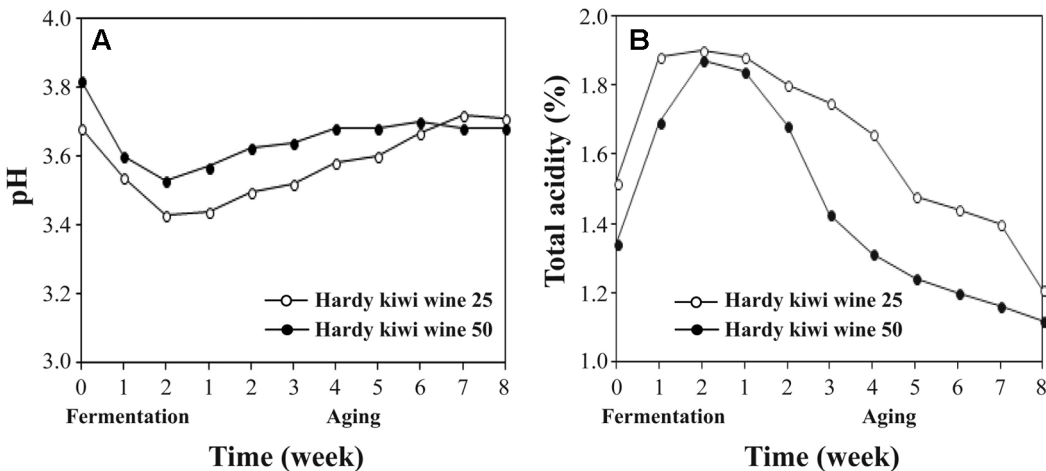 A
pH
4.0
3.8
3.6
3.4
3.2
3.0
Hardy kiwi wine 25
Hardy kiwi wine 50
0 1 2 1 2 3 4 5 6 7 8
Fermentation Aging
Time (week)
B
Total acidity (%)
2.0
1.8
1.6
1.4
1.2
1.0
Hardy kiwi wine 25
Hardy kiwi wine 50
0 1 2 1 2 3 4 5 6 7 8
Fermentation Aging
Time (week)